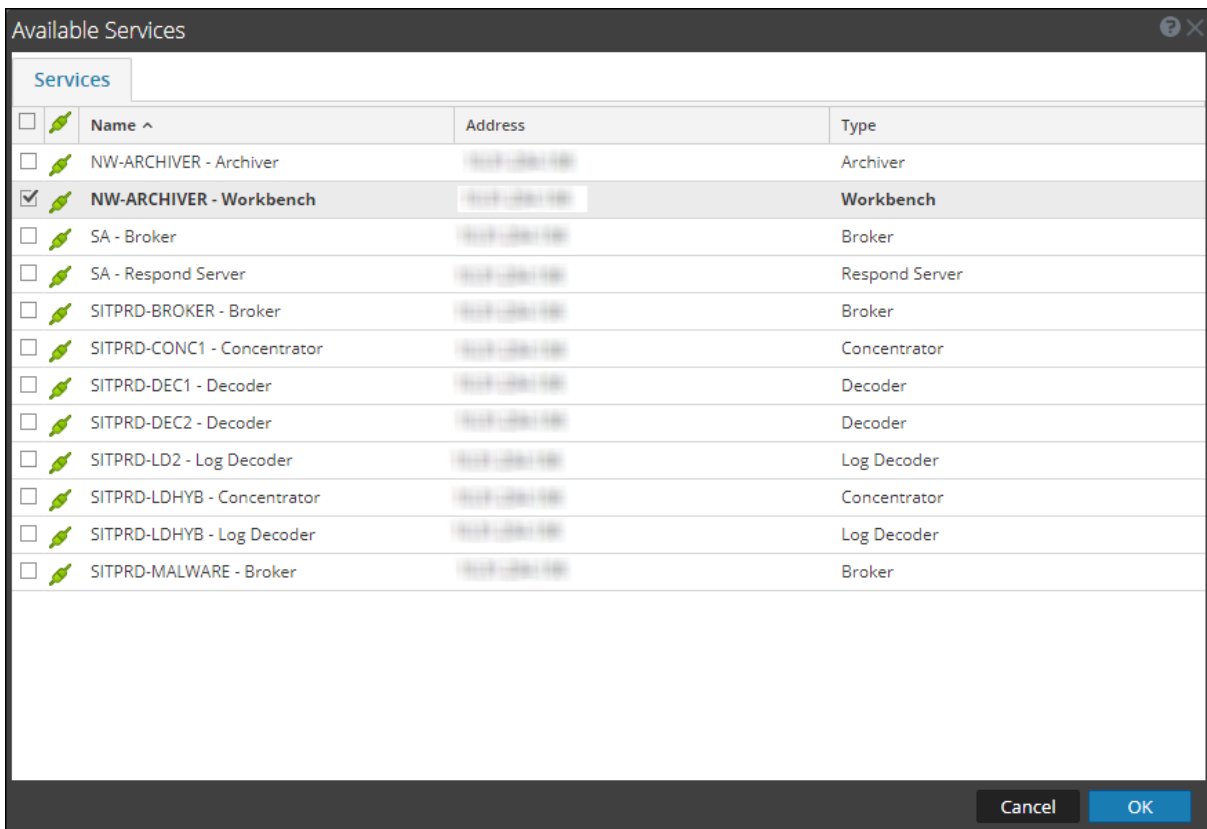 Available Services
Services
Name Address Type
NW-ARCHIVER - Archiver Archiver
NW-ARCHIVER - Workbench Workbench
SA - Broker Broker
SA - Respond Server Respond Server
SITPRD-BROKER - Broker Broker
SITPRD-CONC1 - Concentrator Concentrator
SITPRD-DEC1 - Decoder Decoder
SITPRD-DEC2 - Decoder Decoder
SITPRD-LD2 - Log Decoder Log Decoder
SITPRD-LDHYB - Concentrator Concentrator
SITPRD-LDHYB - Log Decoder Log Decoder
SITPRD-MALWARE - Broker Broker
Cancel OK